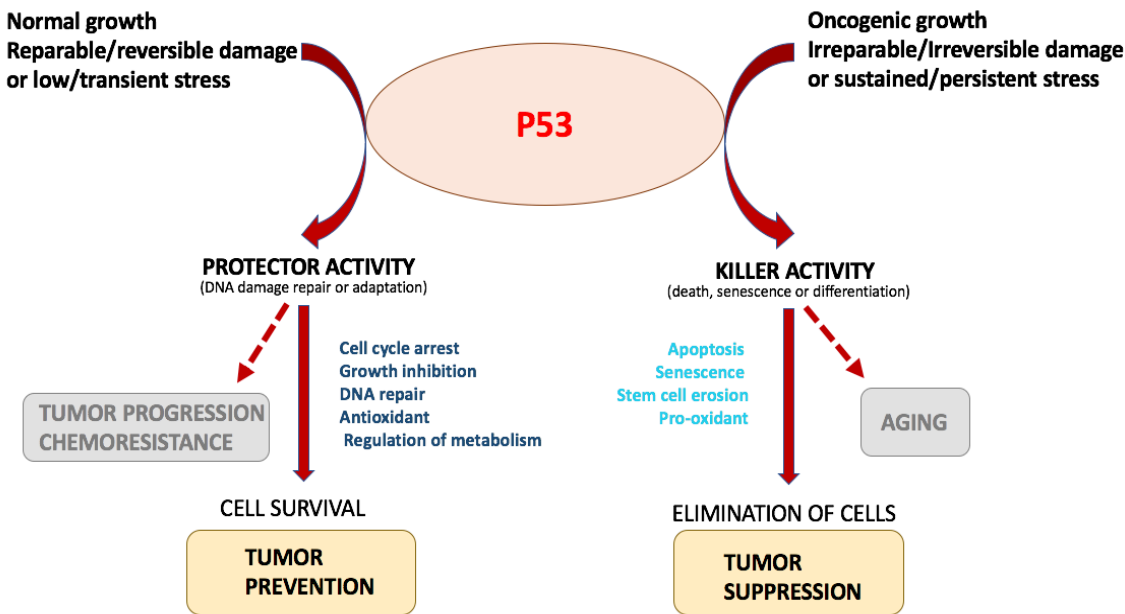 Normal growth
Reparable/reversible damage
or low/transient stress
Oncogenic growth
Irreparable/Irreversible damage
or sustained/persistent stress
P53
PROTECTOR ACTIVITY
(DNA damage repair or adaptation)
KILLER ACTIVITY
(death, senescence or differentiation)
Cell cycle arrest
Growth inhibition
DNA repair
Antioxidant
Regulation of metabolism
Apoptosis
Senescence
Stem cell erosion
Pro-oxidant
TUMOR PROGRESSION
CHEMORESISTANCE
AGING
CELL SURVIVAL
TUMOR
PREVENTION
ELIMINATION OF CELLS
TUMOR
SUPPRESSION